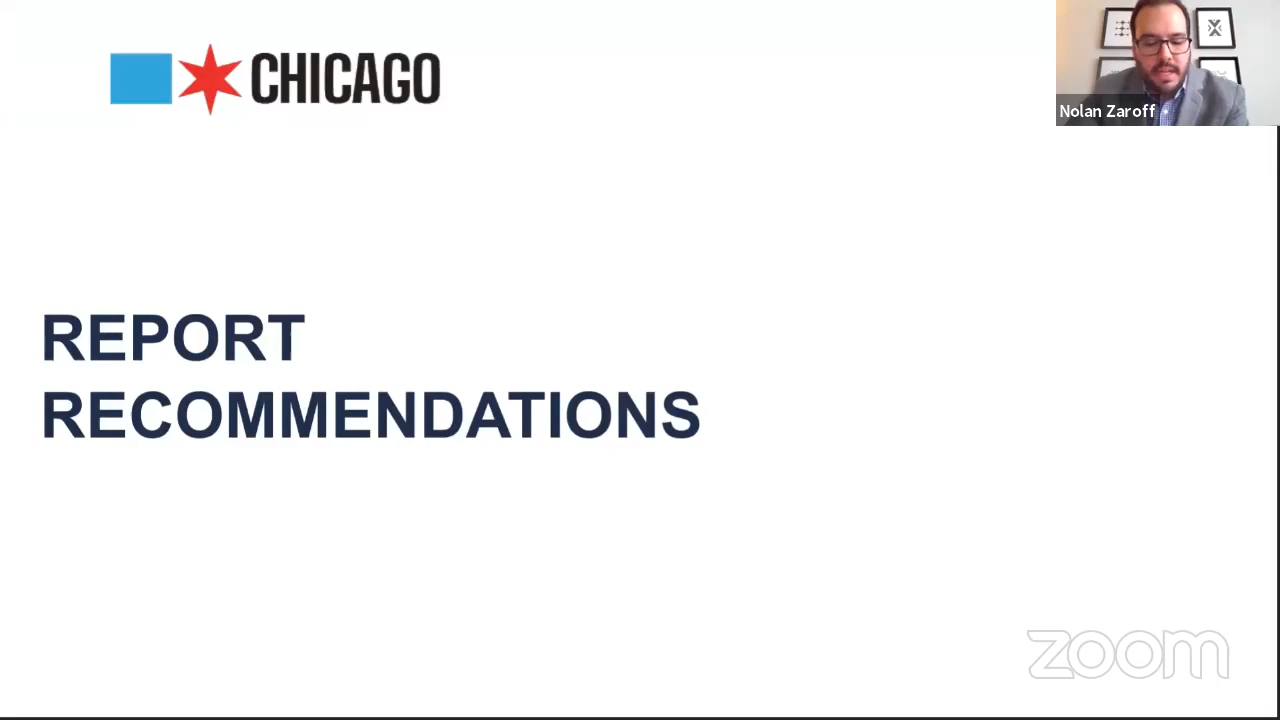 CHICAGO
Nolan Zaroff
REPORT
RECOMMENDATIONS
zoom